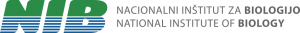 NIB
NACIONALNI INŠTITUT ZA BIOLOGIJO
NATIONAL INSTITUTE OF BIOLOGY